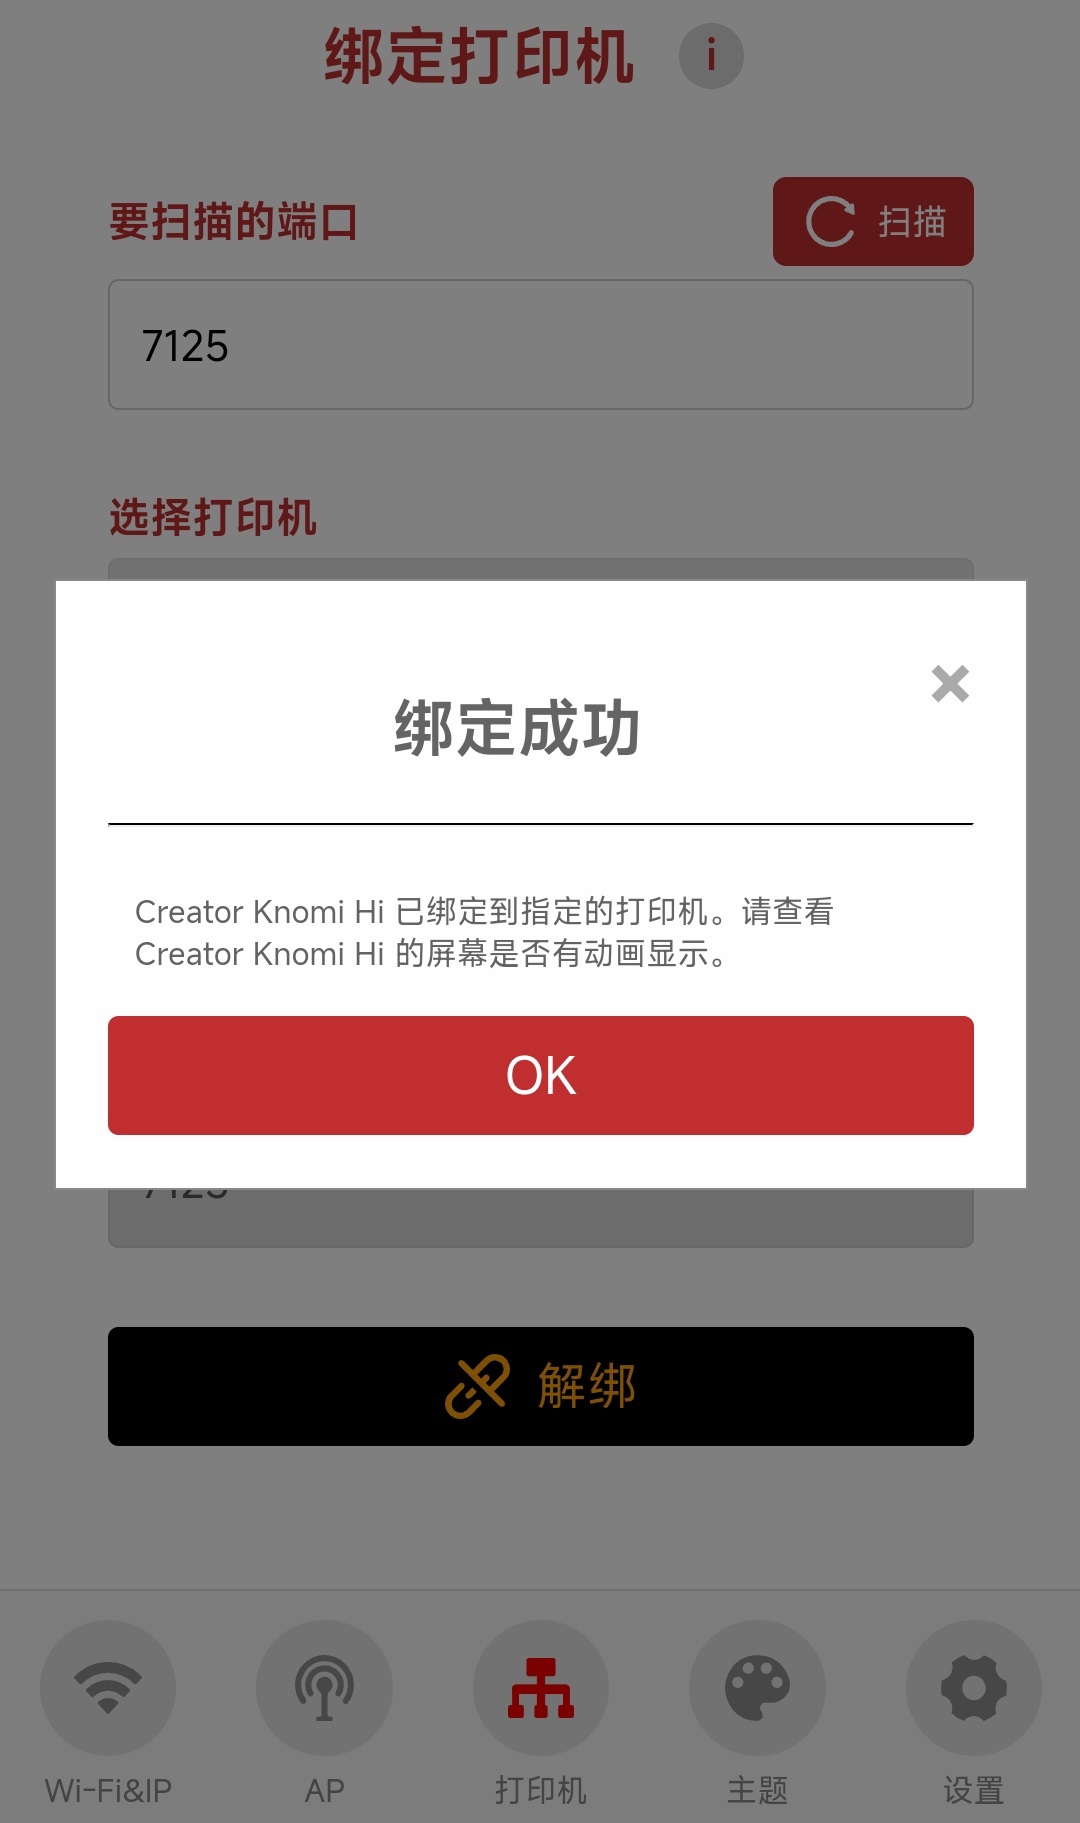 绑定打印机
i
要扫描的端口
扫描
7125
选择打印机
绑定成功
Creator Knomi Hi 已绑定到指定的打印机。请查看
Creator Knomi Hi 的屏幕是否有动画显示。
OK
7125
解绑
Wi-Fi&IP
AP
打印机
主题
设置